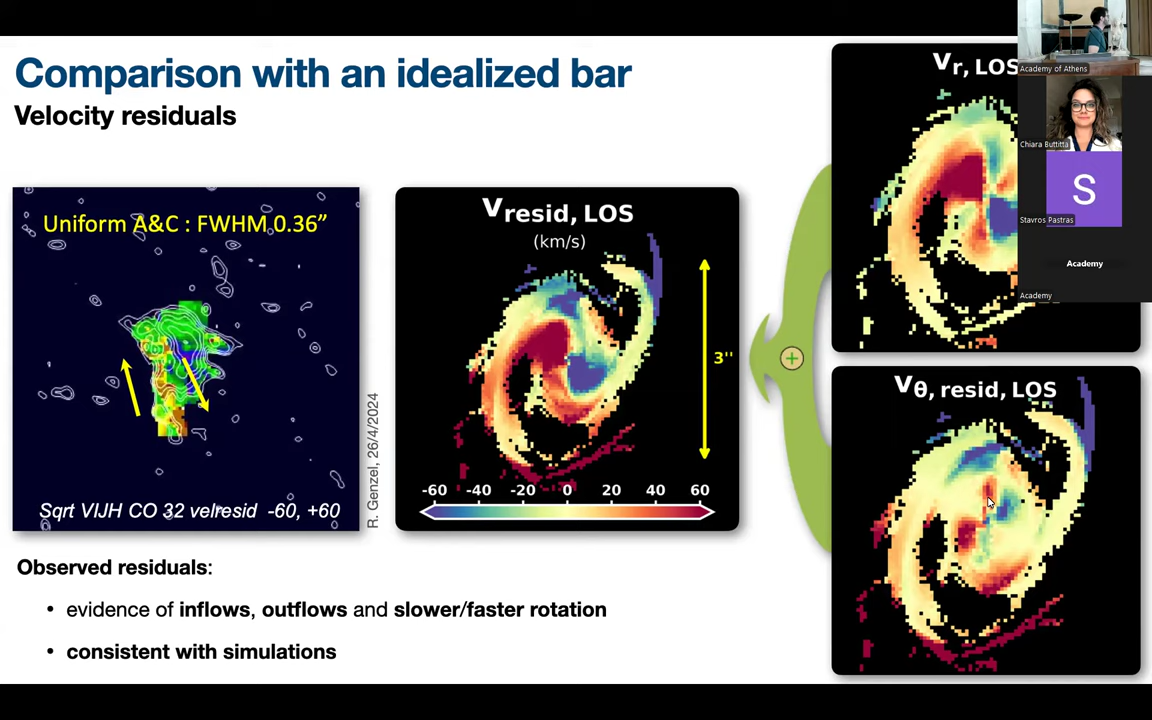 Comparison with an idealized bar
Velocity residuals
Uniform A&C : FWHM 0.36”
Sqrt VIJH CO 32 velresid -60, +60
R. Genzel, 26/4/2024
Vresid, LOS
(km/s)
3''
-60 -40 -20 0 20 40 60
Observed residuals:
• evidence of inflows, outflows and slower/faster rotation
• consistent with simulations
Vr, LOS
+
Vθ, resid, LOS
Academy of Athens
Chiara Buttitta
S
Stavros Pastras
Academy
Academy